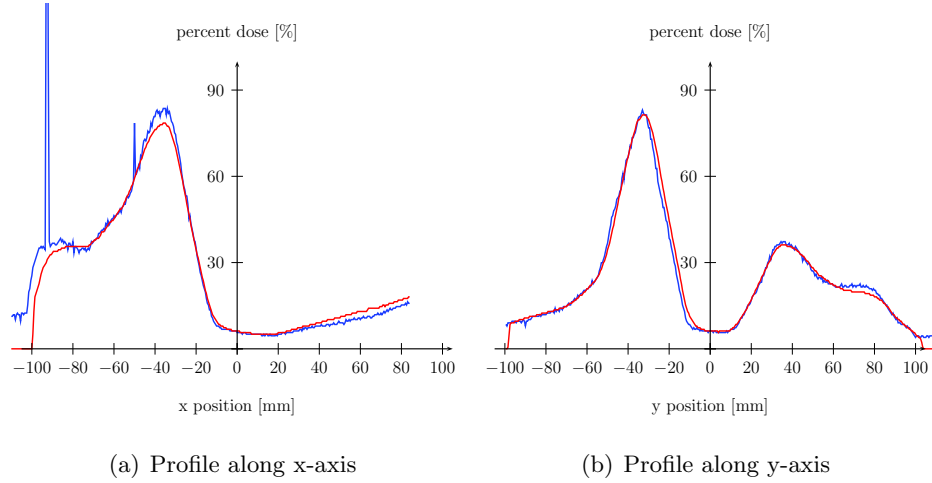 percent dose [%]
90
60
30
−100 −80 −60 −40 −20 0 20 40 60 80 100
x position [mm]
(a) Profile along x-axis
percent dose [%]
90
60
30
−100 −80 −60 −40 −20 0 20 40 60 80 100
y position [mm]
(b) Profile along y-axis